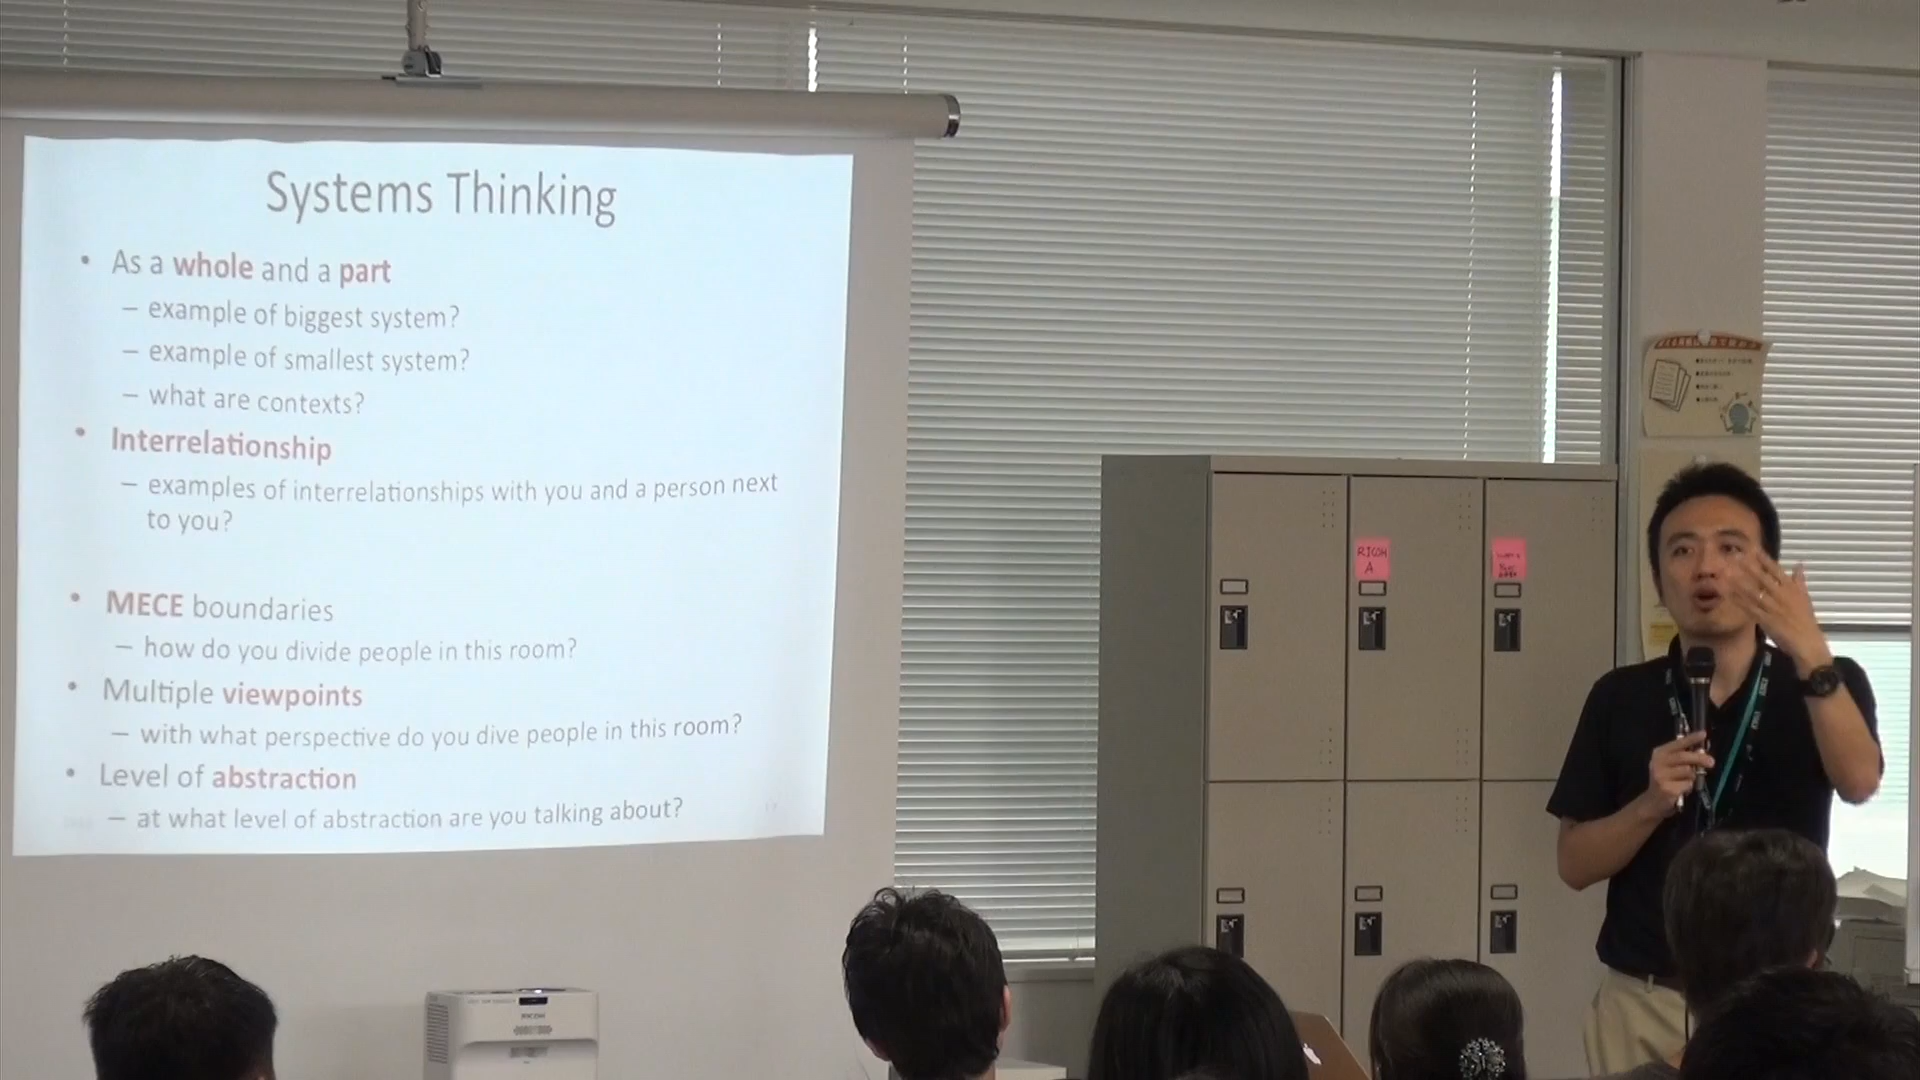 Systems Thinking
• As a whole and a part
– example of biggest system?
– example of smallest system?
– what are contexts?
• Interrelationship
– examples of interrelationships with you and a person next
to you?
• MECE boundaries
– how do you divide people in this room?
• Multiple viewpoints
– with what perspective do you dive people in this room?
• Level of abstraction
– at what level of abstraction are you talking about?
RICOH
A
RICOH